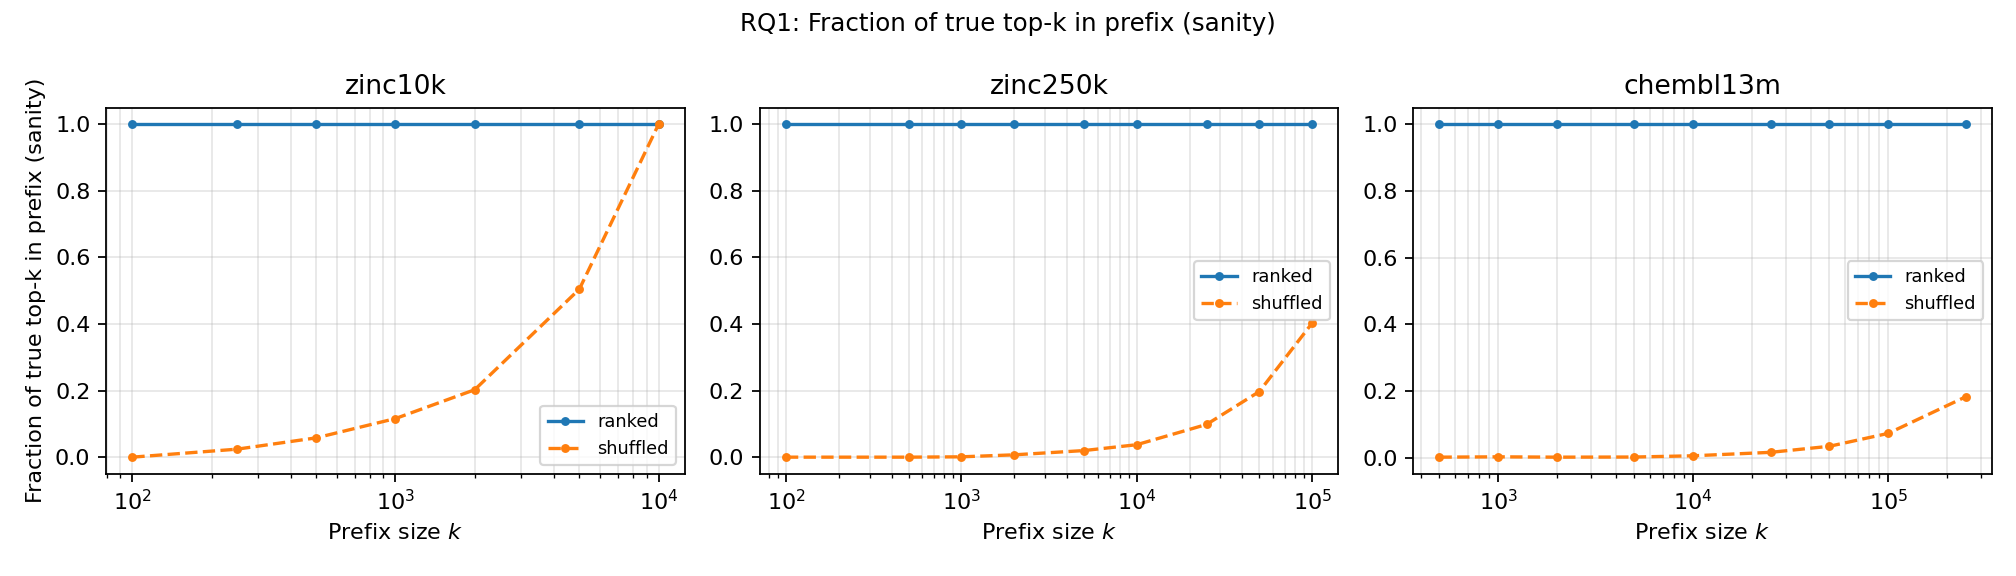 RQ1: Fraction of true top-k in prefix (sanity)
zinc10k
Fraction of true top-k in prefix (sanity)
1.0
0.8
0.6
0.4
0.2
0.0
ranked
shuffled
10²
10³
10⁴
Prefix size k
zinc250k
1.0
0.8
0.6
0.4
0.2
0.0
ranked
shuffled
10²
10³
10⁴
10⁵
Prefix size k
chembl13m
1.0
0.8
0.6
0.4
0.2
0.0
ranked
shuffled
10³
10⁴
10⁵
Prefix size k